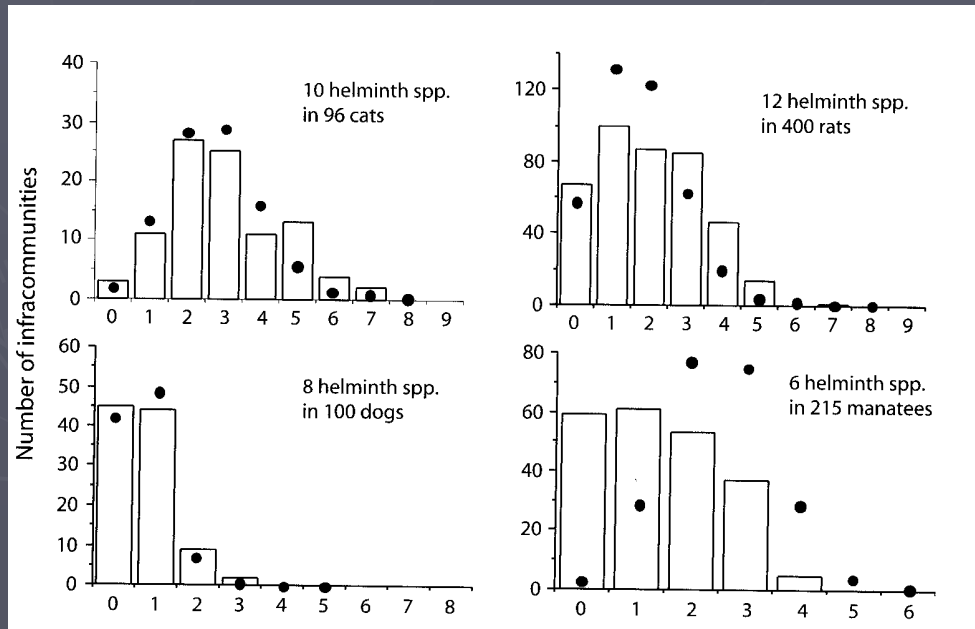 Number of infracommunities
40
30
20
10
0
10 helminth spp.
in 96 cats
0 1 2 3 4 5 6 7 8 9
120
80
40
0
12 helminth spp.
in 400 rats
0 1 2 3 4 5 6 7 8 9
60
50
40
30
20
10
0
8 helminth spp.
in 100 dogs
0 1 2 3 4 5 6 7 8
80
60
40
20
0
6 helminth spp.
in 215 manatees
0 1 2 3 4 5 6